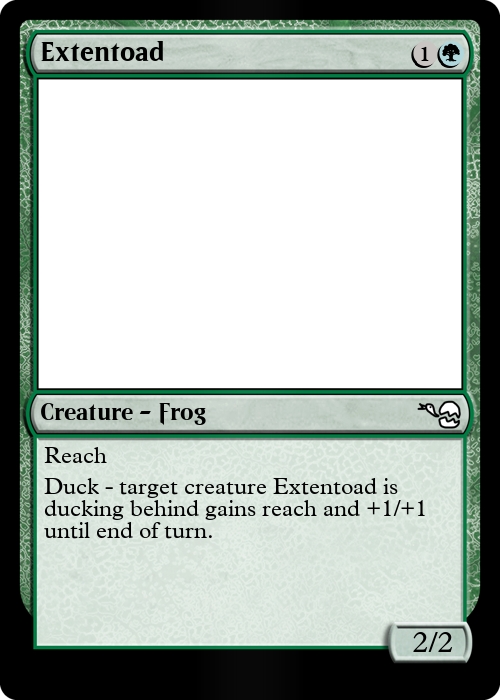 Extentoad 1
Creature – Frog
Reach
Duck - target creature Extentoad is
ducking behind gains reach and +1/+1
until end of turn.
2/2